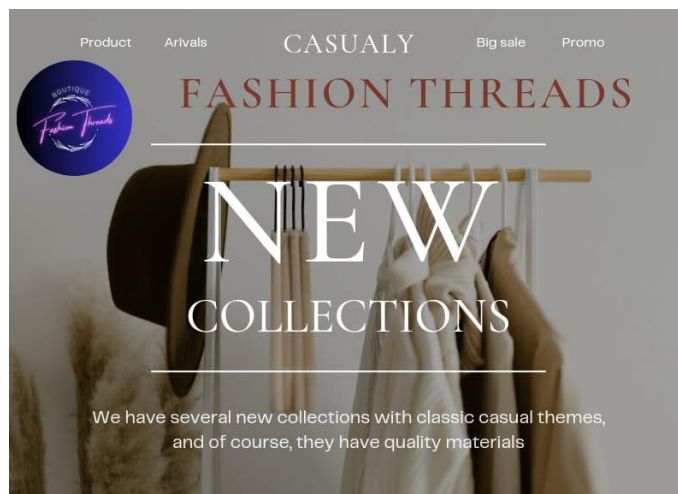 Product Arivals CASUALY Big sale Promo
FASHION THREADS
BOUTIQUE
Fashion Threads
NEW
COLLECTIONS
We have several new collections with classic casual themes,
and of course, they have quality materials